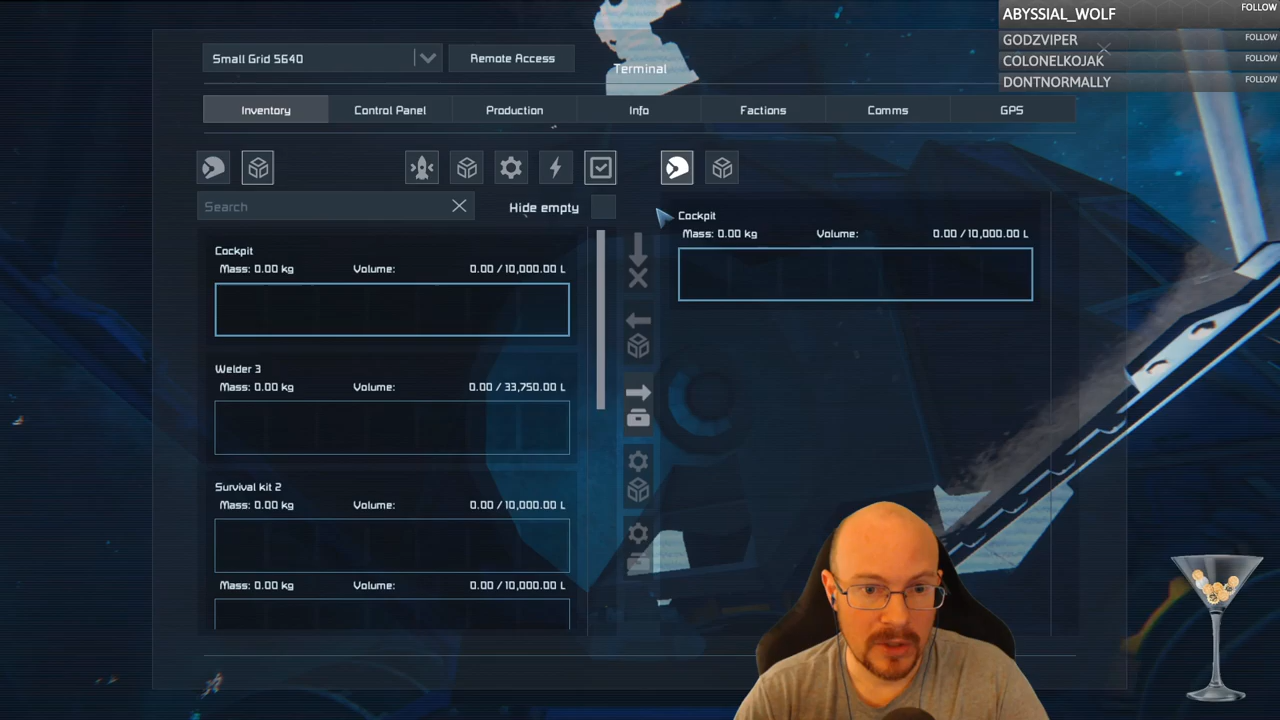 ABYSSIAL_WOLF FOLLOW
GODZVIPER FOLLOW
COLONELKOJAK FOLLOW
DONTNORMALLY FOLLOW
Small Grid 5640
Remote Access
Terminal
Inventory Control Panel Production Info Factions Comms GPS
Search
Hide empty
Cockpit
Mass: 0.00 kg Volume: 0.00 / 10,000.00 L
Welder 3
Mass: 0.00 kg Volume: 0.00 / 33,750.00 L
Survival kit 2
Mass: 0.00 kg Volume: 0.00 / 10,000.00 L
Mass: 0.00 kg Volume: 0.00 / 10,000.00 L
Cockpit
Mass: 0.00 kg Volume: 0.00 / 10,000.00 L